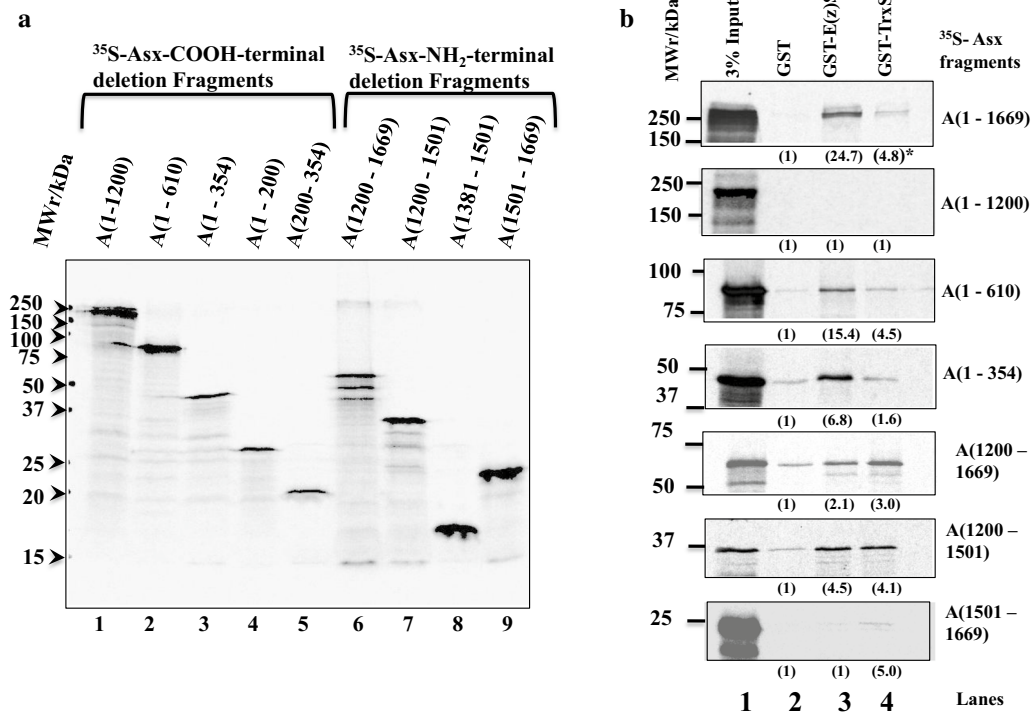 a
³⁵S-Asx-COOH-terminal
deletion Fragments
³⁵S-Asx-NH₂-terminal
deletion Fragments
MWr/kDa
A(1-1200)
A(1 - 610)
A(1 - 354)
A(1 - 200)
A(200- 354)
A(1200 - 1669)
A(1200 - 1501)
A(1381 - 1501)
A(1501 - 1669)
250
150
100
75
50
37
25
20
15
1 2 3 4 5 6 7 8 9
b
MWr/kDa
3% Input
GST
GST-E(z)S
GST-TrxS
³⁵S- Asx
fragments
250
150
A(1 - 1669)
(1) (24.7) (4.8)*
250
150
A(1 - 1200)
(1) (1) (1)
100
75
A(1 - 610)
(1) (15.4) (4.5)
50
37
A(1 - 354)
(1) (6.8) (1.6)
75
50
A(1200 –
1669)
(1) (2.1) (3.0)
37
A(1200 –
1501)
(1) (4.5) (4.1)
25
A(1501 –
1669)
(1) (1) (5.0)
1 2 3 4 Lanes